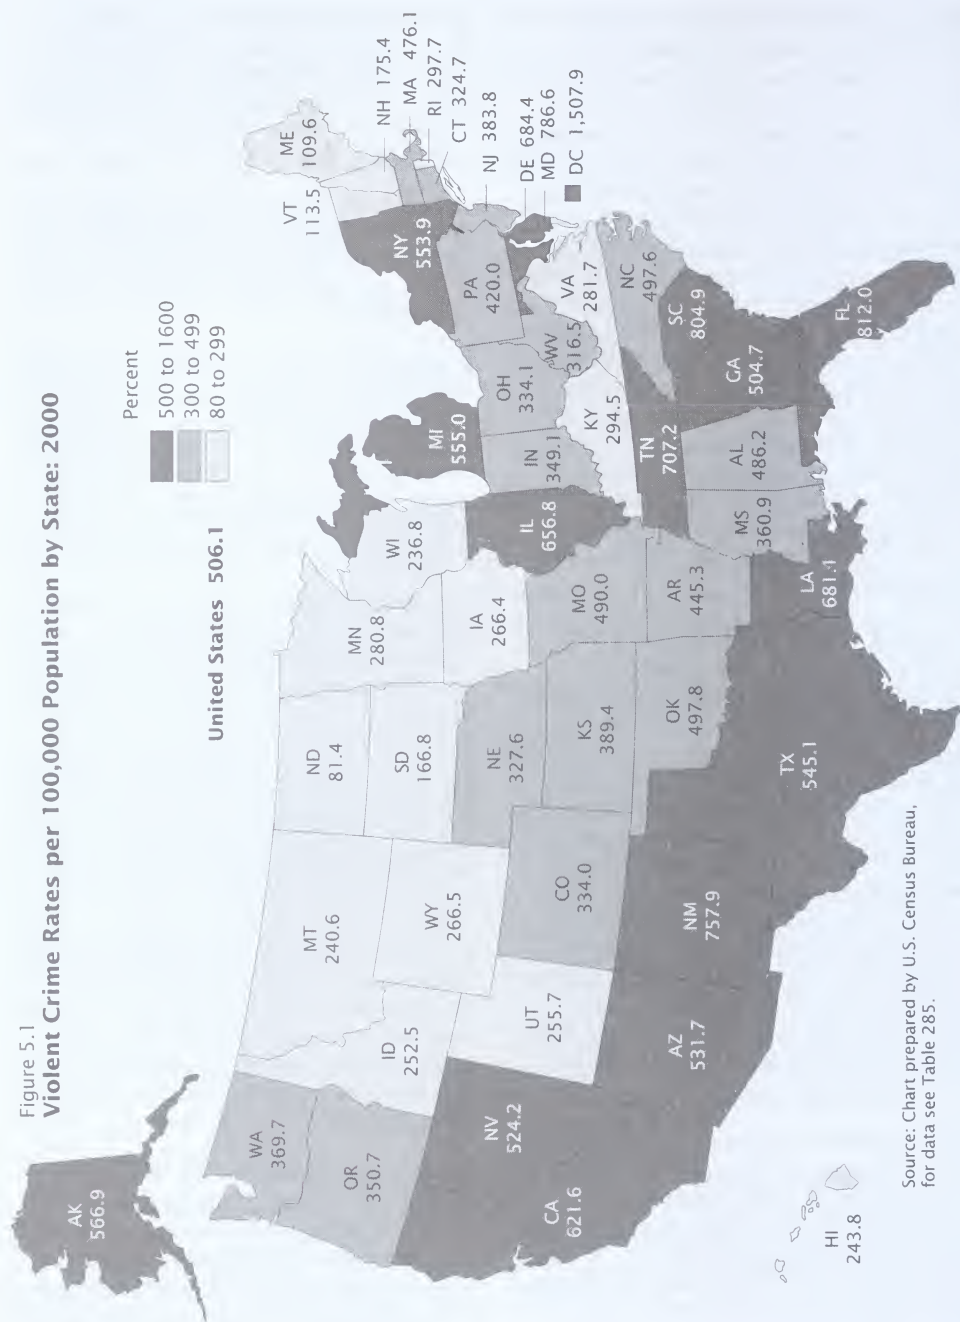 Figure 5.1
Violent Crime Rates per 100,000 Population by State: 2000
United States 506.1
Percent
500 to 1600
300 to 499
80 to 299
AK
566.9
WA
369.7
OR
350.7
CA
621.6
NV
524.2
ID
252.5
MT
240.6
WY
266.5
UT
255.7
AZ
531.7
CO
334.0
NM
757.9
ND
81.4
SD
166.8
NE
327.6
KS
389.4
OK
497.8
TX
545.1
MN
280.8
IA
266.4
MO
490.0
AR
445.3
LA
681.1
WI
236.8
IL
656.8
MS
360.9
MI
555.0
IN
349.1
OH
334.1
KY
294.5
TN
707.2
AL
486.2
GA
504.7
FL
812.0
SC
804.9
NC
497.6
VA
281.7
WV
316.5
PA
420.0
NY
553.9
VT
113.5
ME
109.6
NH 175.4
MA 476.1
RI 297.7
CT 324.7
NJ 383.8
DE 684.4
MD 786.6
DC 1,507.9
HI
243.8
Source: Chart prepared by U.S. Census Bureau,
for data see Table 285.